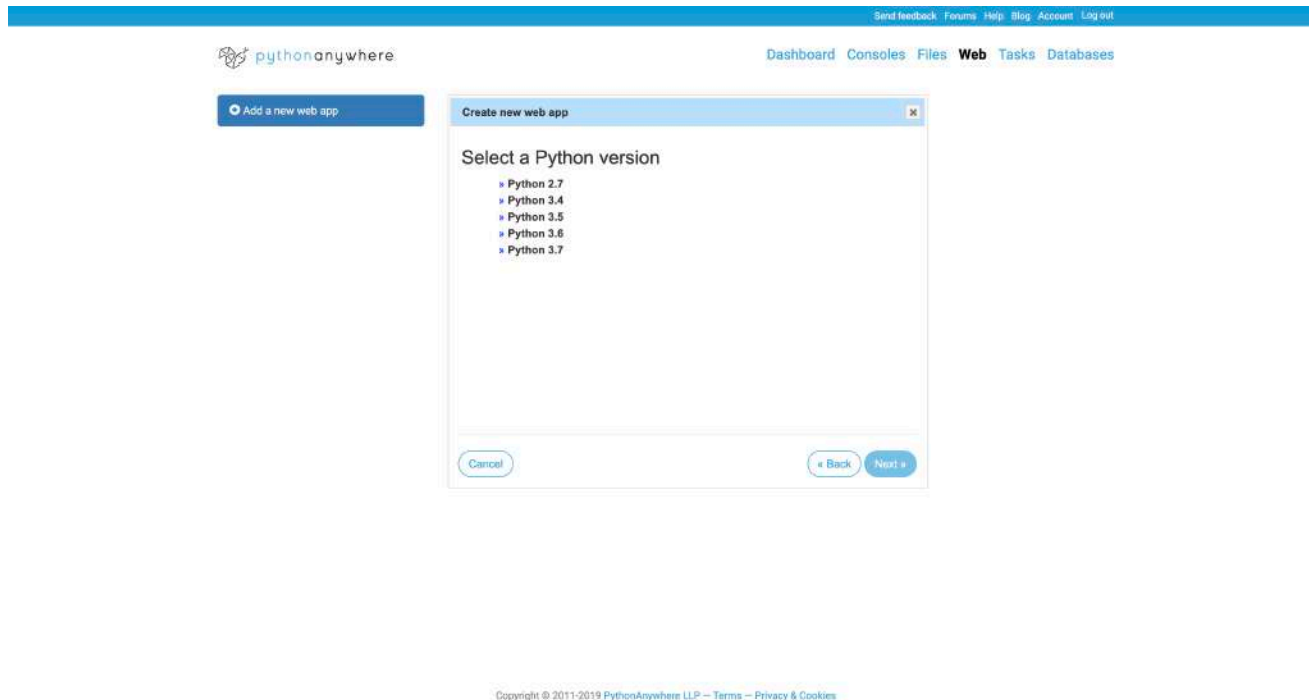 Send feedback Forums Help Blog Account Log out
pythonanywhere
Dashboard Consoles Files Web Tasks Databases
Add a new web app
Create new web app
Select a Python version
» Python 2.7
» Python 3.4
» Python 3.5
» Python 3.6
» Python 3.7
Cancel
« Back Next »
Copyright © 2011-2019 PythonAnywhere LLP — Terms — Privacy & Cookies